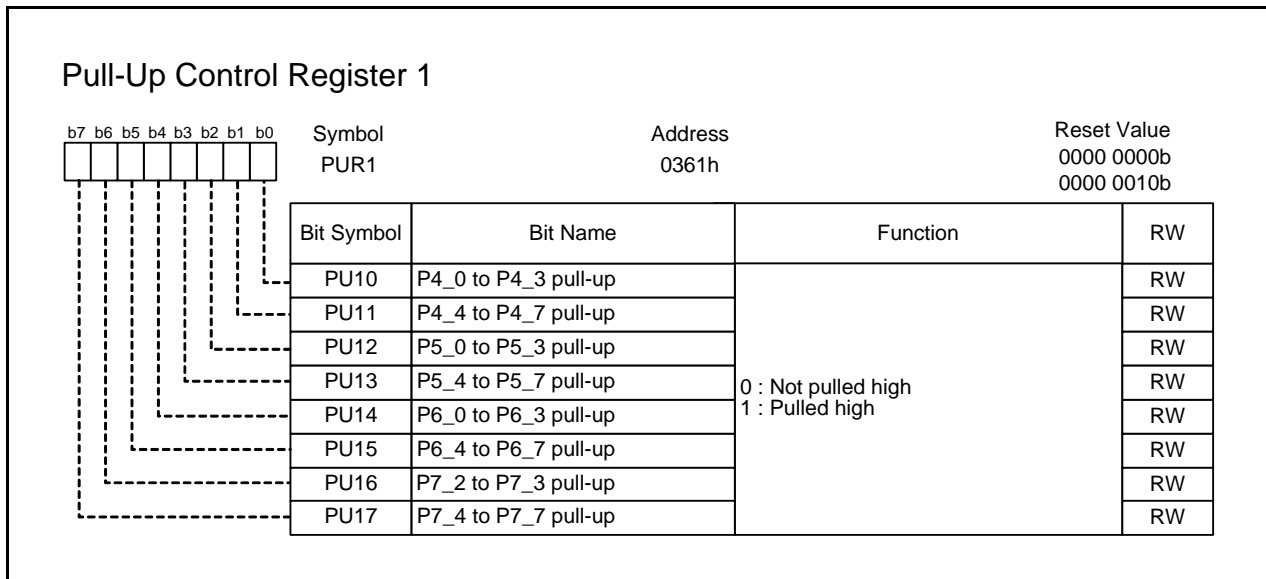 Pull-Up Control Register 1
b7 b6 b5 b4 b3 b2 b1 b0 Symbol Address Reset Value
PUR1 0361h 0000 0000b
0000 0010b
Bit Symbol Bit Name Function RW
PU10 P4_0 to P4_3 pull-up RW
PU11 P4_4 to P4_7 pull-up RW
PU12 P5_0 to P5_3 pull-up RW
PU13 P5_4 to P5_7 pull-up 0 : Not pulled high RW
PU14 P6_0 to P6_3 pull-up 1 : Pulled high RW
PU15 P6_4 to P6_7 pull-up RW
PU16 P7_2 to P7_3 pull-up RW
PU17 P7_4 to P7_7 pull-up RW